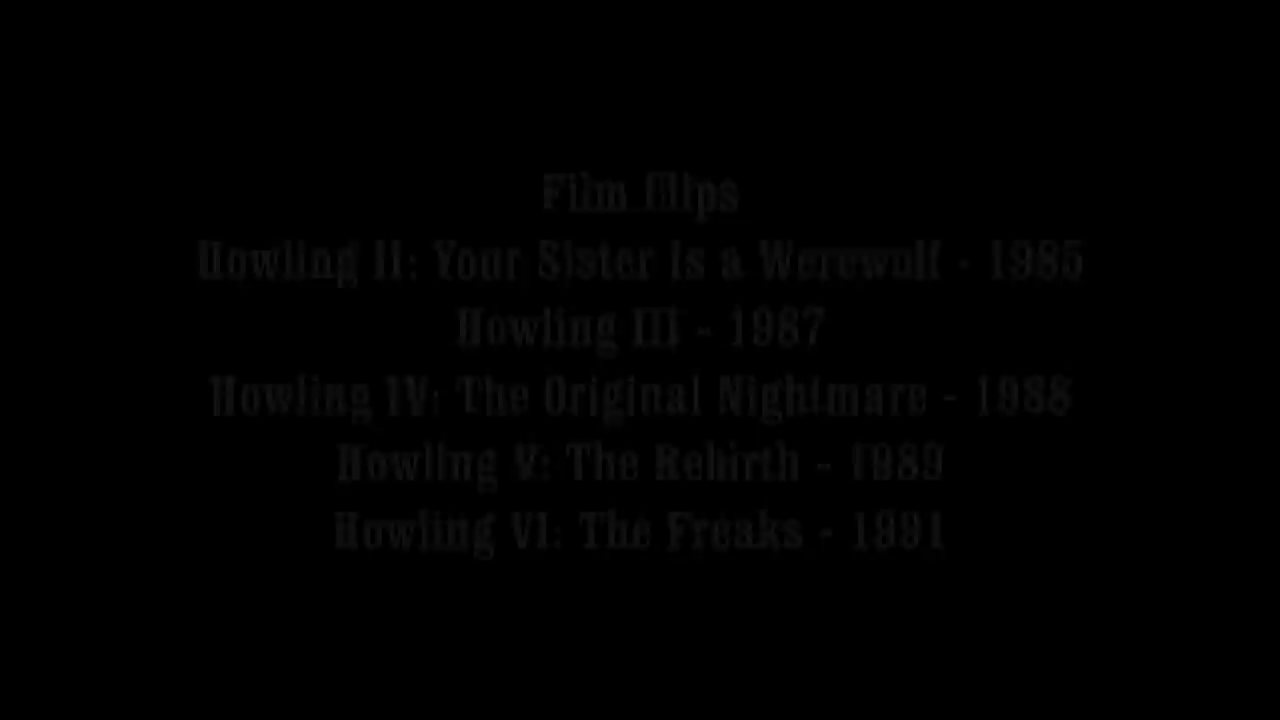 Film Clips
Howling II: Your Sister Is a Werewolf - 1985
Howling III - 1987
Howling IV: The Original Nightmare - 1988
Howling V: The Rebirth - 1989
Howling VI: The Freaks - 1991